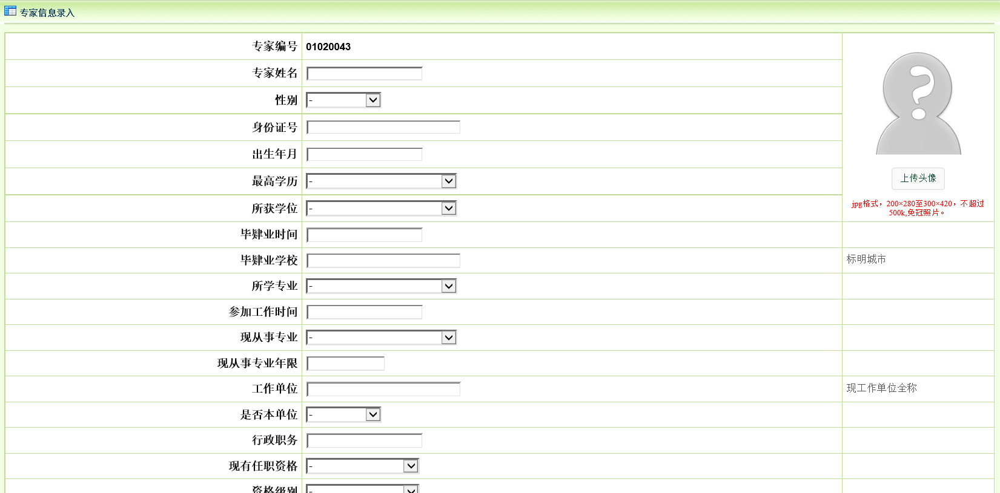 专家信息录入
专家编号 01020043
专家姓名
性别 -
身份证号
出生年月
最高学历 -
所获学位 -
上传头像
jpg格式，200×280至300×420，不超过
500k,免冠照片。
毕肄业时间
毕肄业学校 标明城市
所学专业 -
参加工作时间
现从事专业 -
现从事专业年限
工作单位 现工作单位全称
是否本单位 -
行政职务
现有任职资格 -
资格级别 -